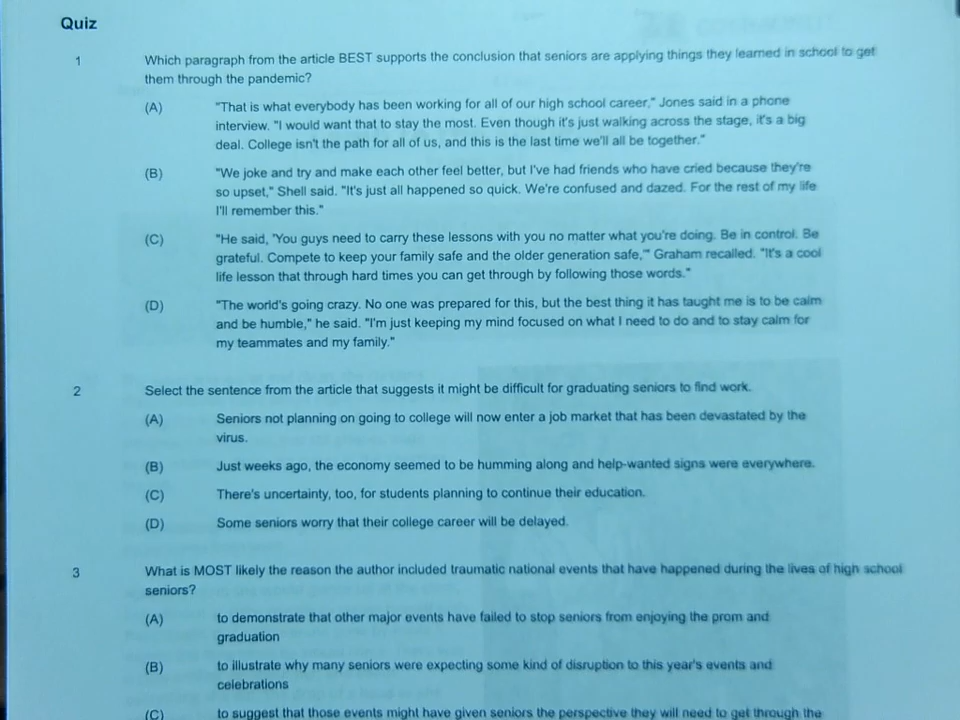 Quiz
1 Which paragraph from the article BEST supports the conclusion that seniors are applying things they learned in school to get
them through the pandemic?
(A) "That is what everybody has been working for all of our high school career," Jones said in a phone
interview. "I would want that to stay the most. Even though it's just walking across the stage, it's a big
deal. College isn't the path for all of us, and this is the last time we'll all be together."
(B) "We joke and try and make each other feel better, but I've had friends who have cried because they're
so upset," Shell said. "It's just all happened so quick. We're confused and dazed. For the rest of my life
I'll remember this."
(C) "He said, 'You guys need to carry these lessons with you no matter what you're doing. Be in control. Be
grateful. Compete to keep your family safe and the older generation safe,'" Graham recalled. "It's a cool
life lesson that through hard times you can get through by following those words."
(D) "The world's going crazy. No one was prepared for this, but the best thing it has taught me is to be calm
and be humble," he said. "I'm just keeping my mind focused on what I need to do and to stay calm for
my teammates and my family."
2 Select the sentence from the article that suggests it might be difficult for graduating seniors to find work.
(A) Seniors not planning on going to college will now enter a job market that has been devastated by the
virus.
(B) Just weeks ago, the economy seemed to be humming along and help-wanted signs were everywhere.
(C) There's uncertainty, too, for students planning to continue their education.
(D) Some seniors worry that their college career will be delayed.
3 What is MOST likely the reason the author included traumatic national events that have happened during the lives of high school
seniors?
(A) to demonstrate that other major events have failed to stop seniors from enjoying the prom and
graduation
(B) to illustrate why many seniors were expecting some kind of disruption to this year's events and
celebrations
(C) to suggest that those events might have given seniors the perspective they will need to get through the